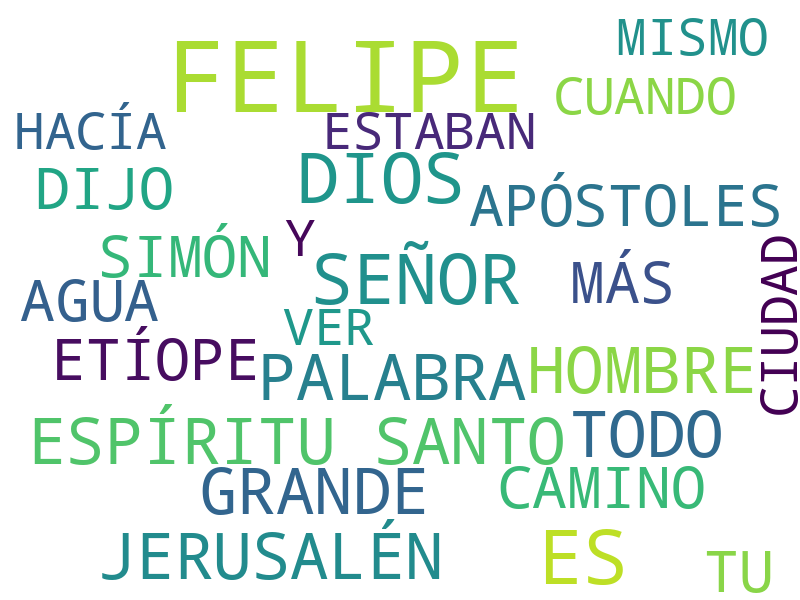 MISMO
FELIPE
CUANDO
HACÍA
ESTABAN
DIJO
DIOS
APÓSTOLES
SIMÓN
Y
SEÑOR
MÁS
CIUDAD
AGUA
VER
ETÍOPE
PALABRA
HOMBRE
ESPÍRITU SANTO
TODO
GRANDE
CAMINO
JERUSALÉN
ES
TU